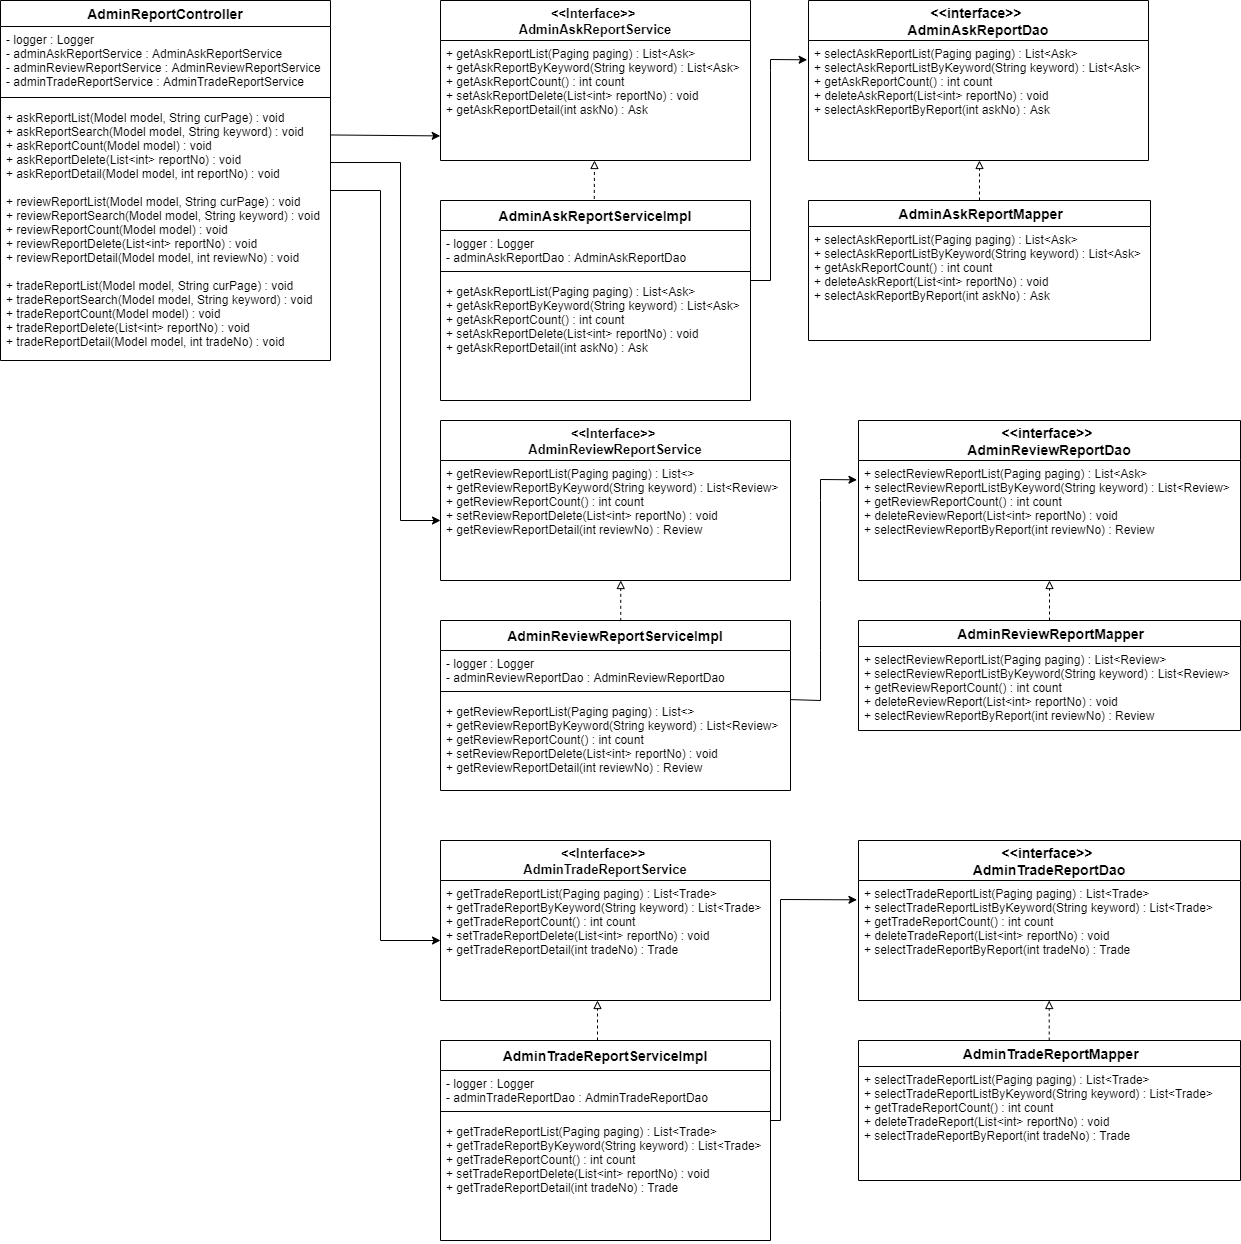 AdminReportController
- logger : Logger
- adminAskReportService : AdminAskReportService
- adminReviewReportService : AdminReviewReportService
- adminTradeReportService : AdminTradeReportService
+ askReportList(Model model, String curPage) : void
+ askReportSearch(Model model, String keyword) : void
+ askReportCount(Model model) : void
+ askReportDelete(List<int> reportNo) : void
+ askReportDetail(Model model, int reportNo) : void
+ reviewReportList(Model model, String curPage) : void
+ reviewReportSearch(Model model, String keyword) : void
+ reviewReportCount(Model model) : void
+ reviewReportDelete(List<int> reportNo) : void
+ reviewReportDetail(Model model, int reviewNo) : void
+ tradeReportList(Model model, String curPage) : void
+ tradeReportSearch(Model model, String keyword) : void
+ tradeReportCount(Model model) : void
+ tradeReportDelete(List<int> reportNo) : void
+ tradeReportDetail(Model model, int tradeNo) : void
<<Interface>>
AdminAskReportService
+ getAskReportList(Paging paging) : List<Ask>
+ getAskReportByKeyword(String keyword) : List<Ask>
+ getAskReportCount() : int count
+ setAskReportDelete(List<int> reportNo) : void
+ getAskReportDetail(int askNo) : Ask
<<interface>>
AdminAskReportDao
+ selectAskReportList(Paging paging) : List<Ask>
+ selectAskReportListByKeyword(String keyword) : List<Ask>
+ getAskReportCount() : int count
+ deleteAskReport(List<int> reportNo) : void
+ selectAskReportByReport(int askNo) : Ask
AdminAskReportServiceImpl
- logger : Logger
- adminAskReportDao : AdminAskReportDao
+ getAskReportList(Paging paging) : List<Ask>
+ getAskReportByKeyword(String keyword) : List<Ask>
+ getAskReportCount() : int count
+ setAskReportDelete(List<int> reportNo) : void
+ getAskReportDetail(int askNo) : Ask
AdminAskReportMapper
+ selectAskReportList(Paging paging) : List<Ask>
+ selectAskReportListByKeyword(String keyword) : List<Ask>
+ getAskReportCount() : int count
+ deleteAskReport(List<int> reportNo) : void
+ selectAskReportByReport(int askNo) : Ask
<<Interface>>
AdminReviewReportService
+ getReviewReportList(Paging paging) : List<>
+ getReviewReportByKeyword(String keyword) : List<Review>
+ getReviewReportCount() : int count
+ setReviewReportDelete(List<int> reportNo) : void
+ getReviewReportDetail(int reviewNo) : Review
<<interface>>
AdminReviewReportDao
+ selectReviewReportList(Paging paging) : List<Ask>
+ selectReviewReportListByKeyword(String keyword) : List<Review>
+ getReviewReportCount() : int count
+ deleteReviewReport(List<int> reportNo) : void
+ selectReviewReportByReport(int reviewNo) : Review
AdminReviewReportServiceImpl
- logger : Logger
- adminReviewReportDao : AdminReviewReportDao
+ getReviewReportList(Paging paging) : List<>
+ getReviewReportByKeyword(String keyword) : List<Review>
+ getReviewReportCount() : int count
+ setReviewReportDelete(List<int> reportNo) : void
+ getReviewReportDetail(int reviewNo) : Review
AdminReviewReportMapper
+ selectReviewReportList(Paging paging) : List<Review>
+ selectReviewReportListByKeyword(String keyword) : List<Review>
+ getReviewReportCount() : int count
+ deleteReviewReport(List<int> reportNo) : void
+ selectReviewReportByReport(int reviewNo) : Review
<<Interface>>
AdminTradeReportService
+ getTradeReportList(Paging paging) : List<Trade>
+ getTradeReportByKeyword(String keyword) : List<Trade>
+ getTradeReportCount() : int count
+ setTradeReportDelete(List<int> reportNo) : void
+ getTradeReportDetail(int tradeNo) : Trade
<<interface>>
AdminTradeReportDao
+ selectTradeReportList(Paging paging) : List<Trade>
+ selectTradeReportListByKeyword(String keyword) : List<Trade>
+ getTradeReportCount() : int count
+ deleteTradeReport(List<int> reportNo) : void
+ selectTradeReportByReport(int tradeNo) : Trade
AdminTradeReportServiceImpl
- logger : Logger
- adminTradeReportDao : AdminTradeReportDao
+ getTradeReportList(Paging paging) : List<Trade>
+ getTradeReportByKeyword(String keyword) : List<Trade>
+ getTradeReportCount() : int count
+ setTradeReportDelete(List<int> reportNo) : void
+ getTradeReportDetail(int tradeNo) : Trade
AdminTradeReportMapper
+ selectTradeReportList(Paging paging) : List<Trade>
+ selectTradeReportListByKeyword(String keyword) : List<Trade>
+ getTradeReportCount() : int count
+ deleteTradeReport(List<int> reportNo) : void
+ selectTradeReportByReport(int tradeNo) : Trade